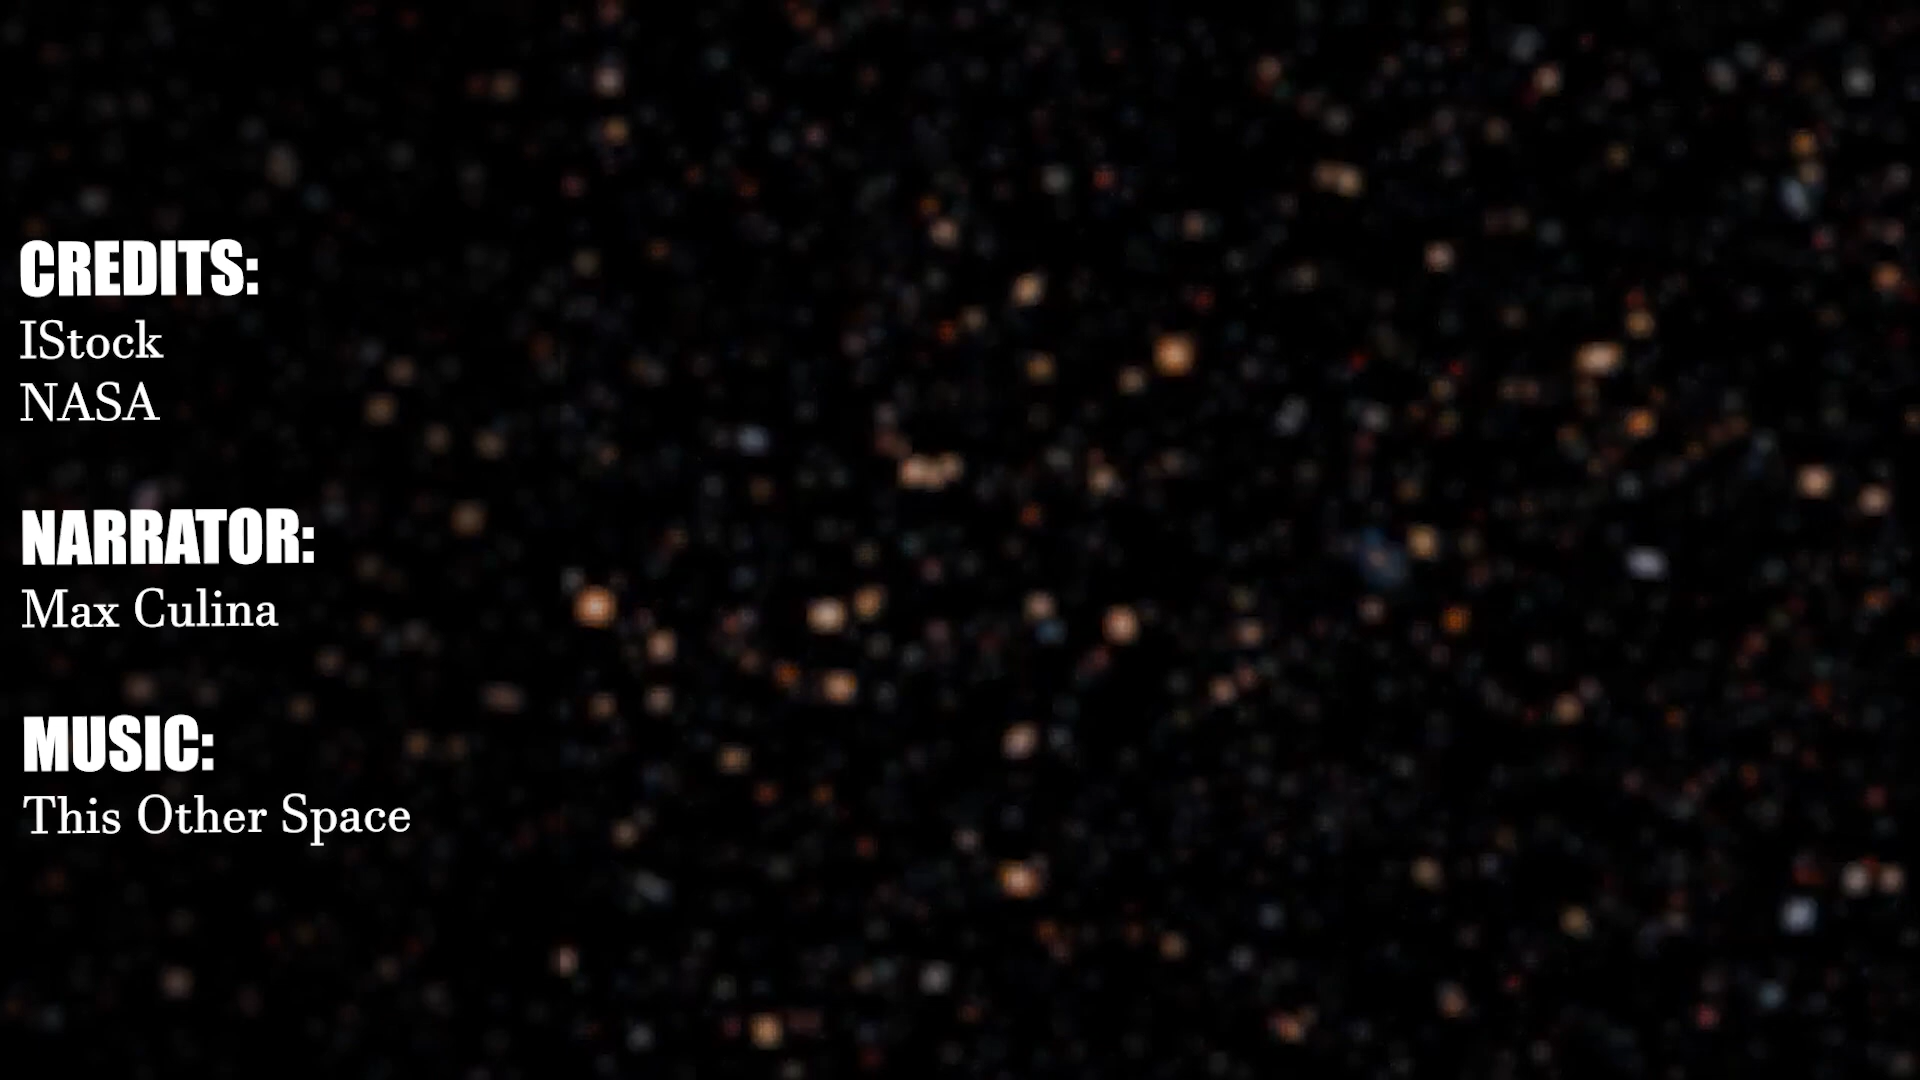 CREDITS:
IStock
NASA
NARRATOR:
Max Culina
MUSIC:
This Other Space